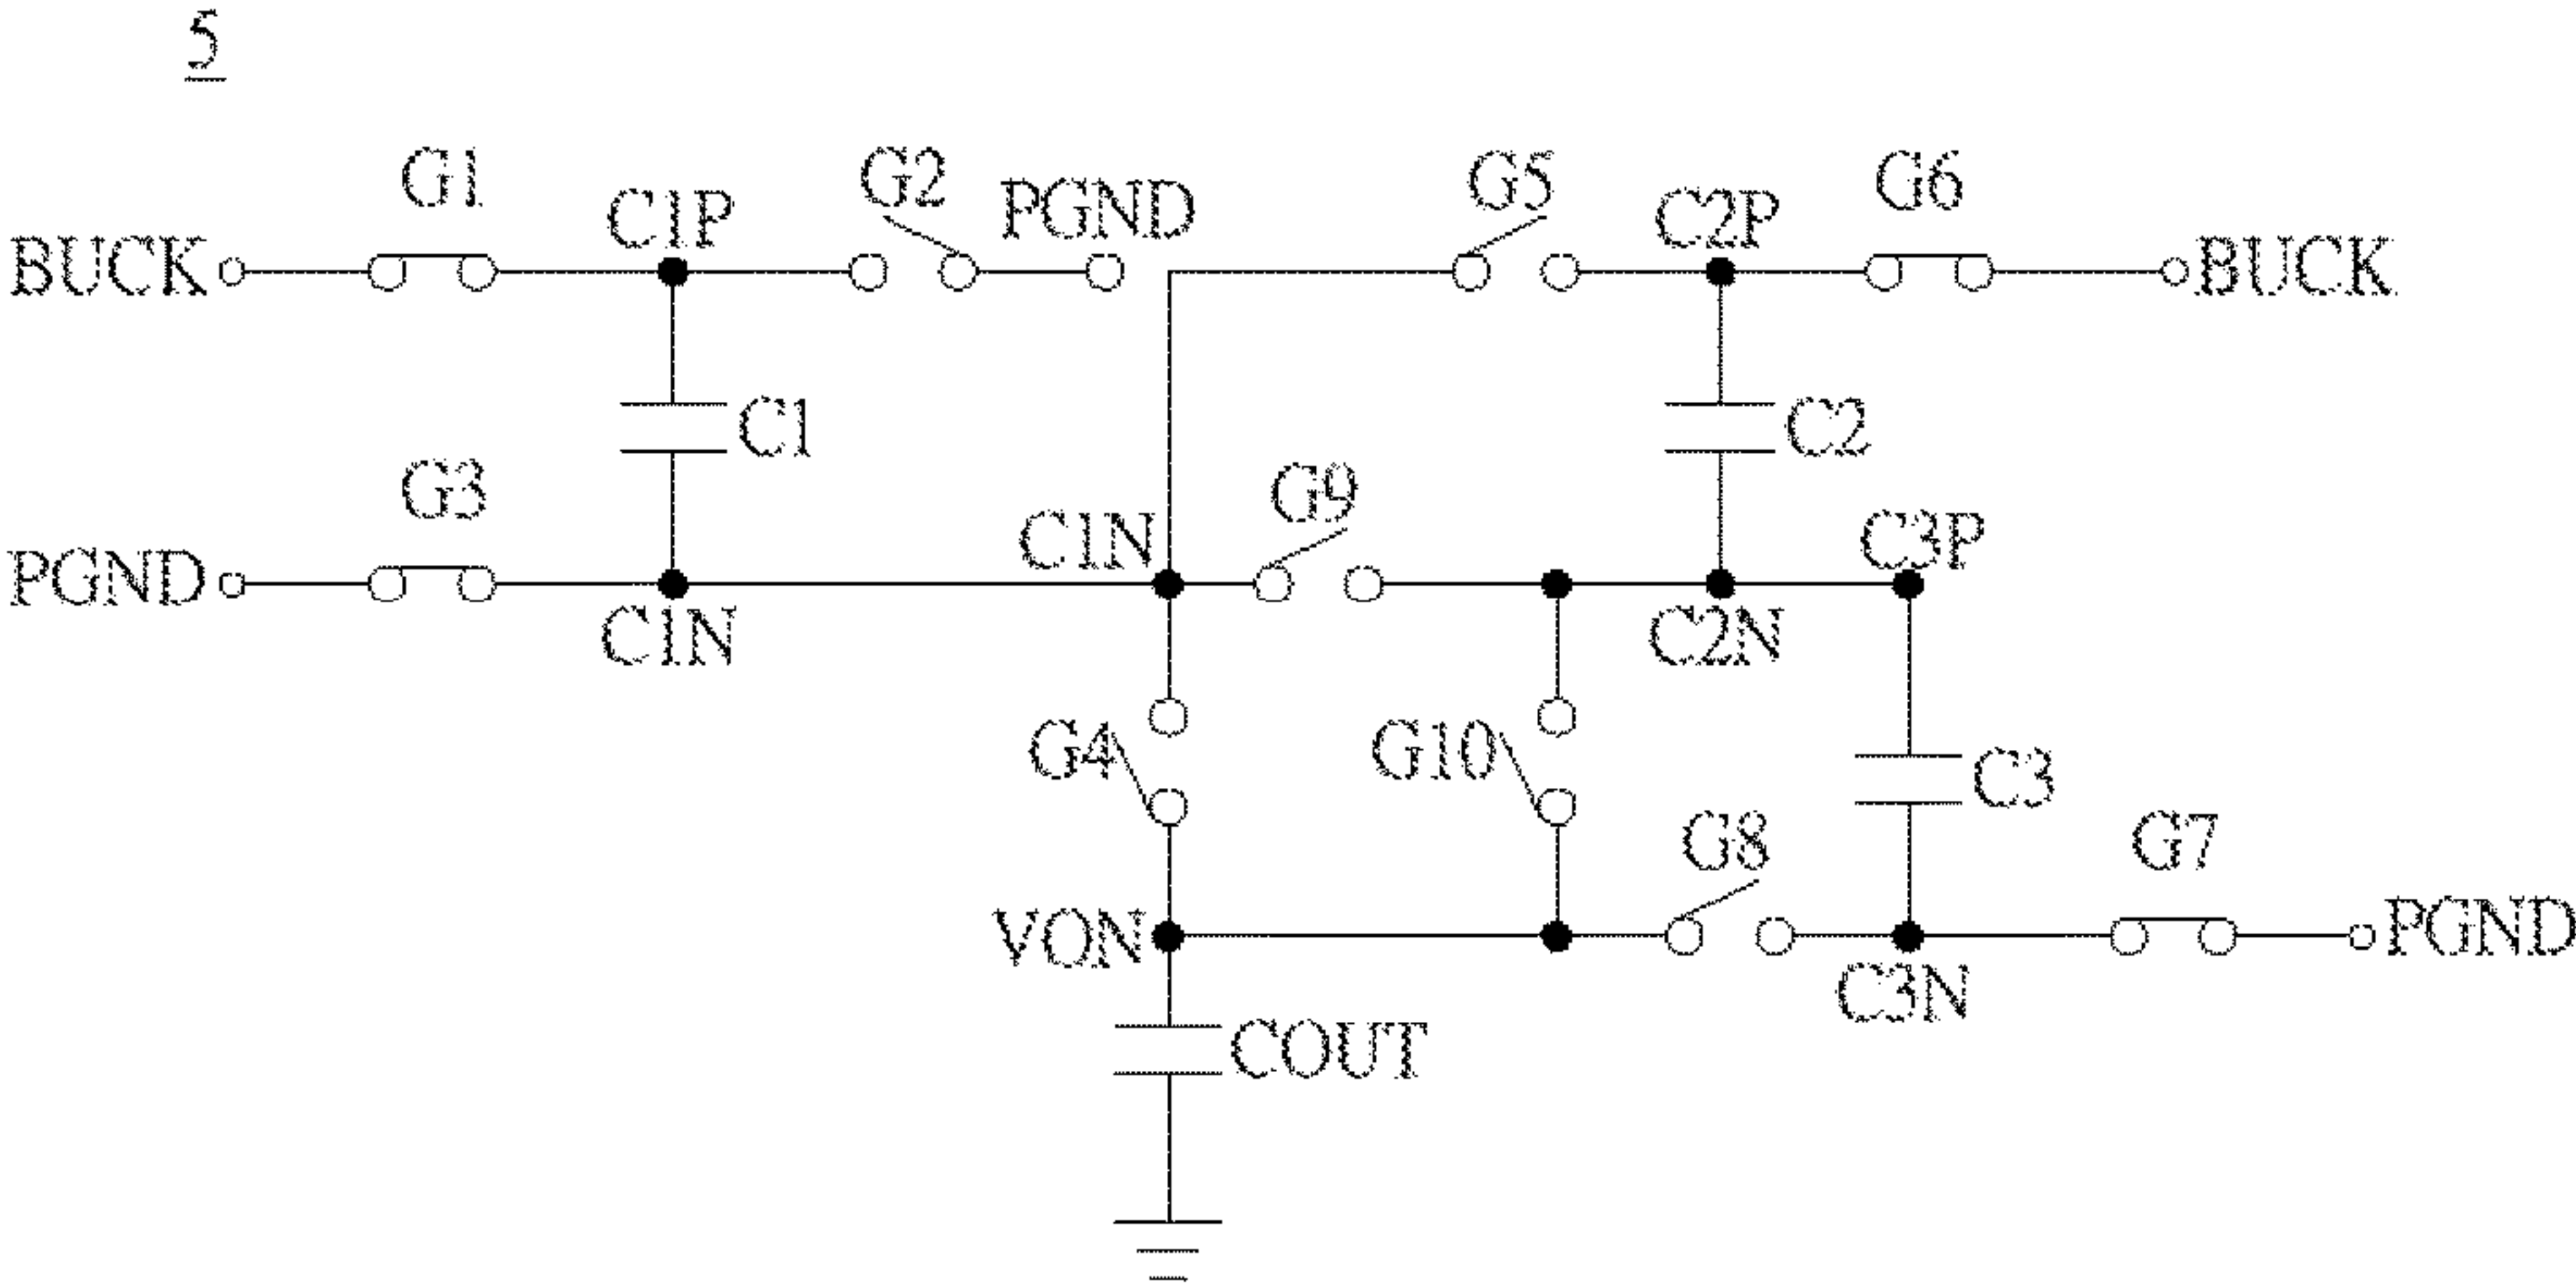 5
G1
C1P
G2
PGND
G5
C2P
G6
BUCK
BUCK
C1
C2
G3
C1N
G9
C3P
PGND
C1N
C2N
G4
G10
C3
G8
G7
VON
PGND
C3N
COUT